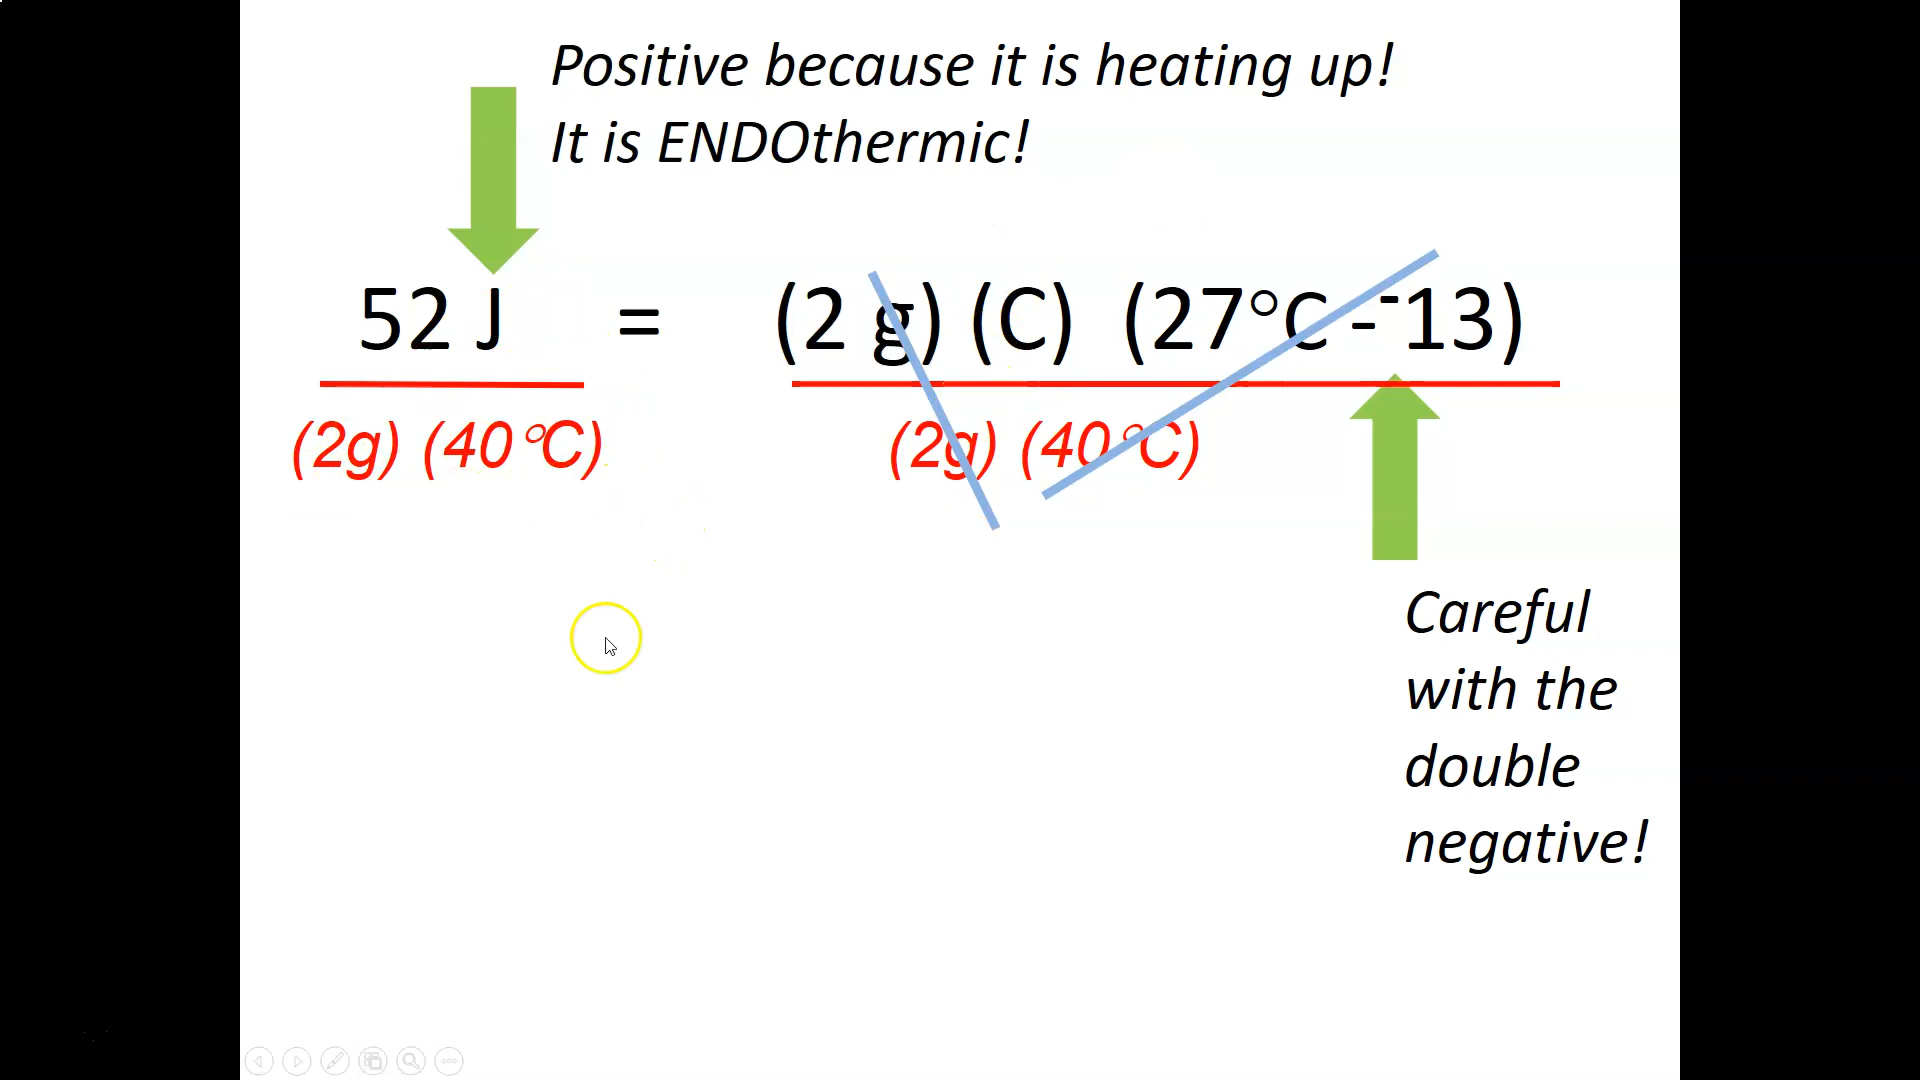 Positive because it is heating up!
It is ENDOthermic!
52 J = (2 g) (C) (27°C -⁻13)
(2g) (40°C) (2g) (40°C)
Careful
with the
double
negative!